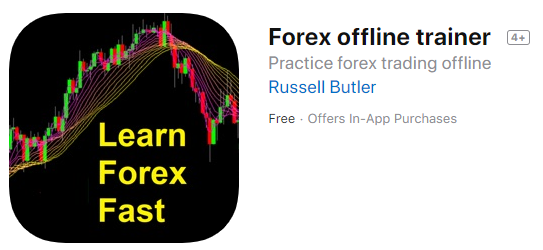 Learn
Forex
Fast
Forex offline trainer 4+
Practice forex trading offline
Russell Butler
Free · Offers In-App Purchases